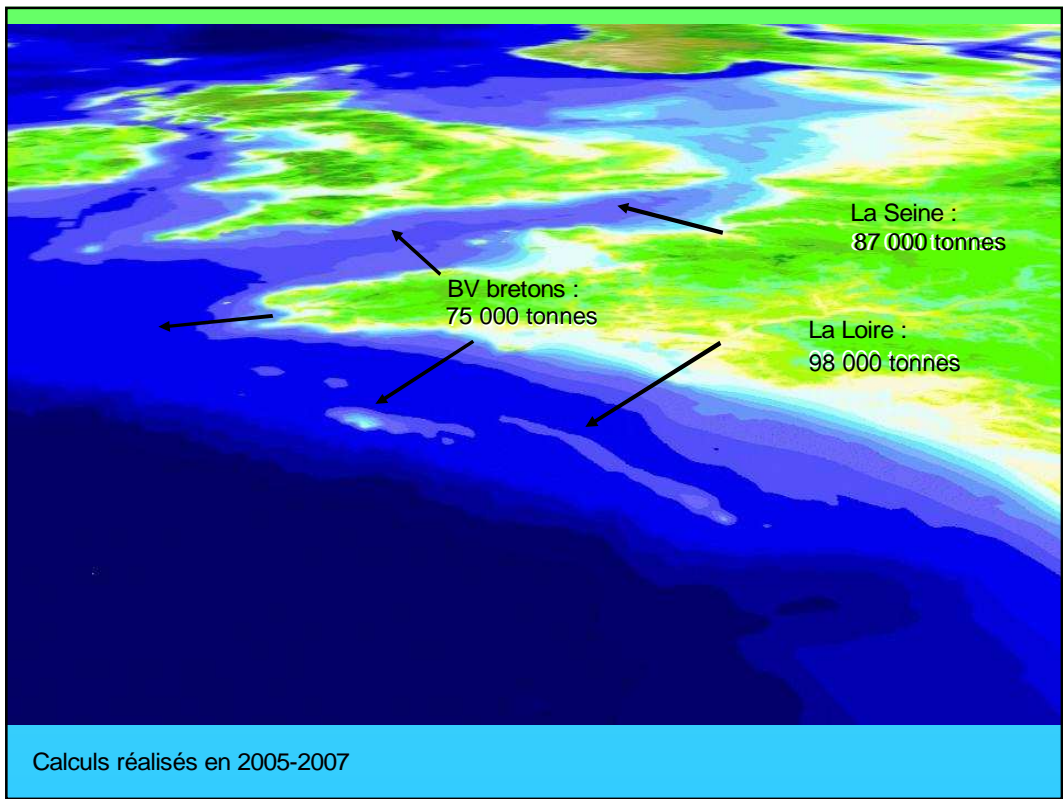 La Seine :
87 000 tonnes
BV bretons :
75 000 tonnes
La Loire :
98 000 tonnes
Calculs réalisés en 2005-2007